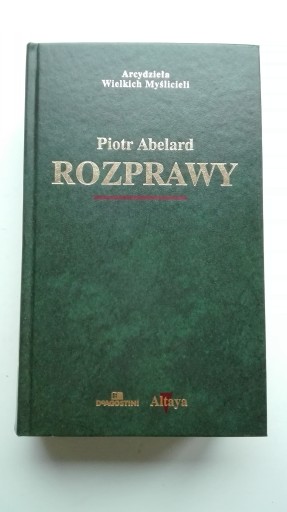 Arcydzieła
Wielkich Myślicieli
Piotr Abelard
ROZPRAWY
DeAGOSTINI
Altaya